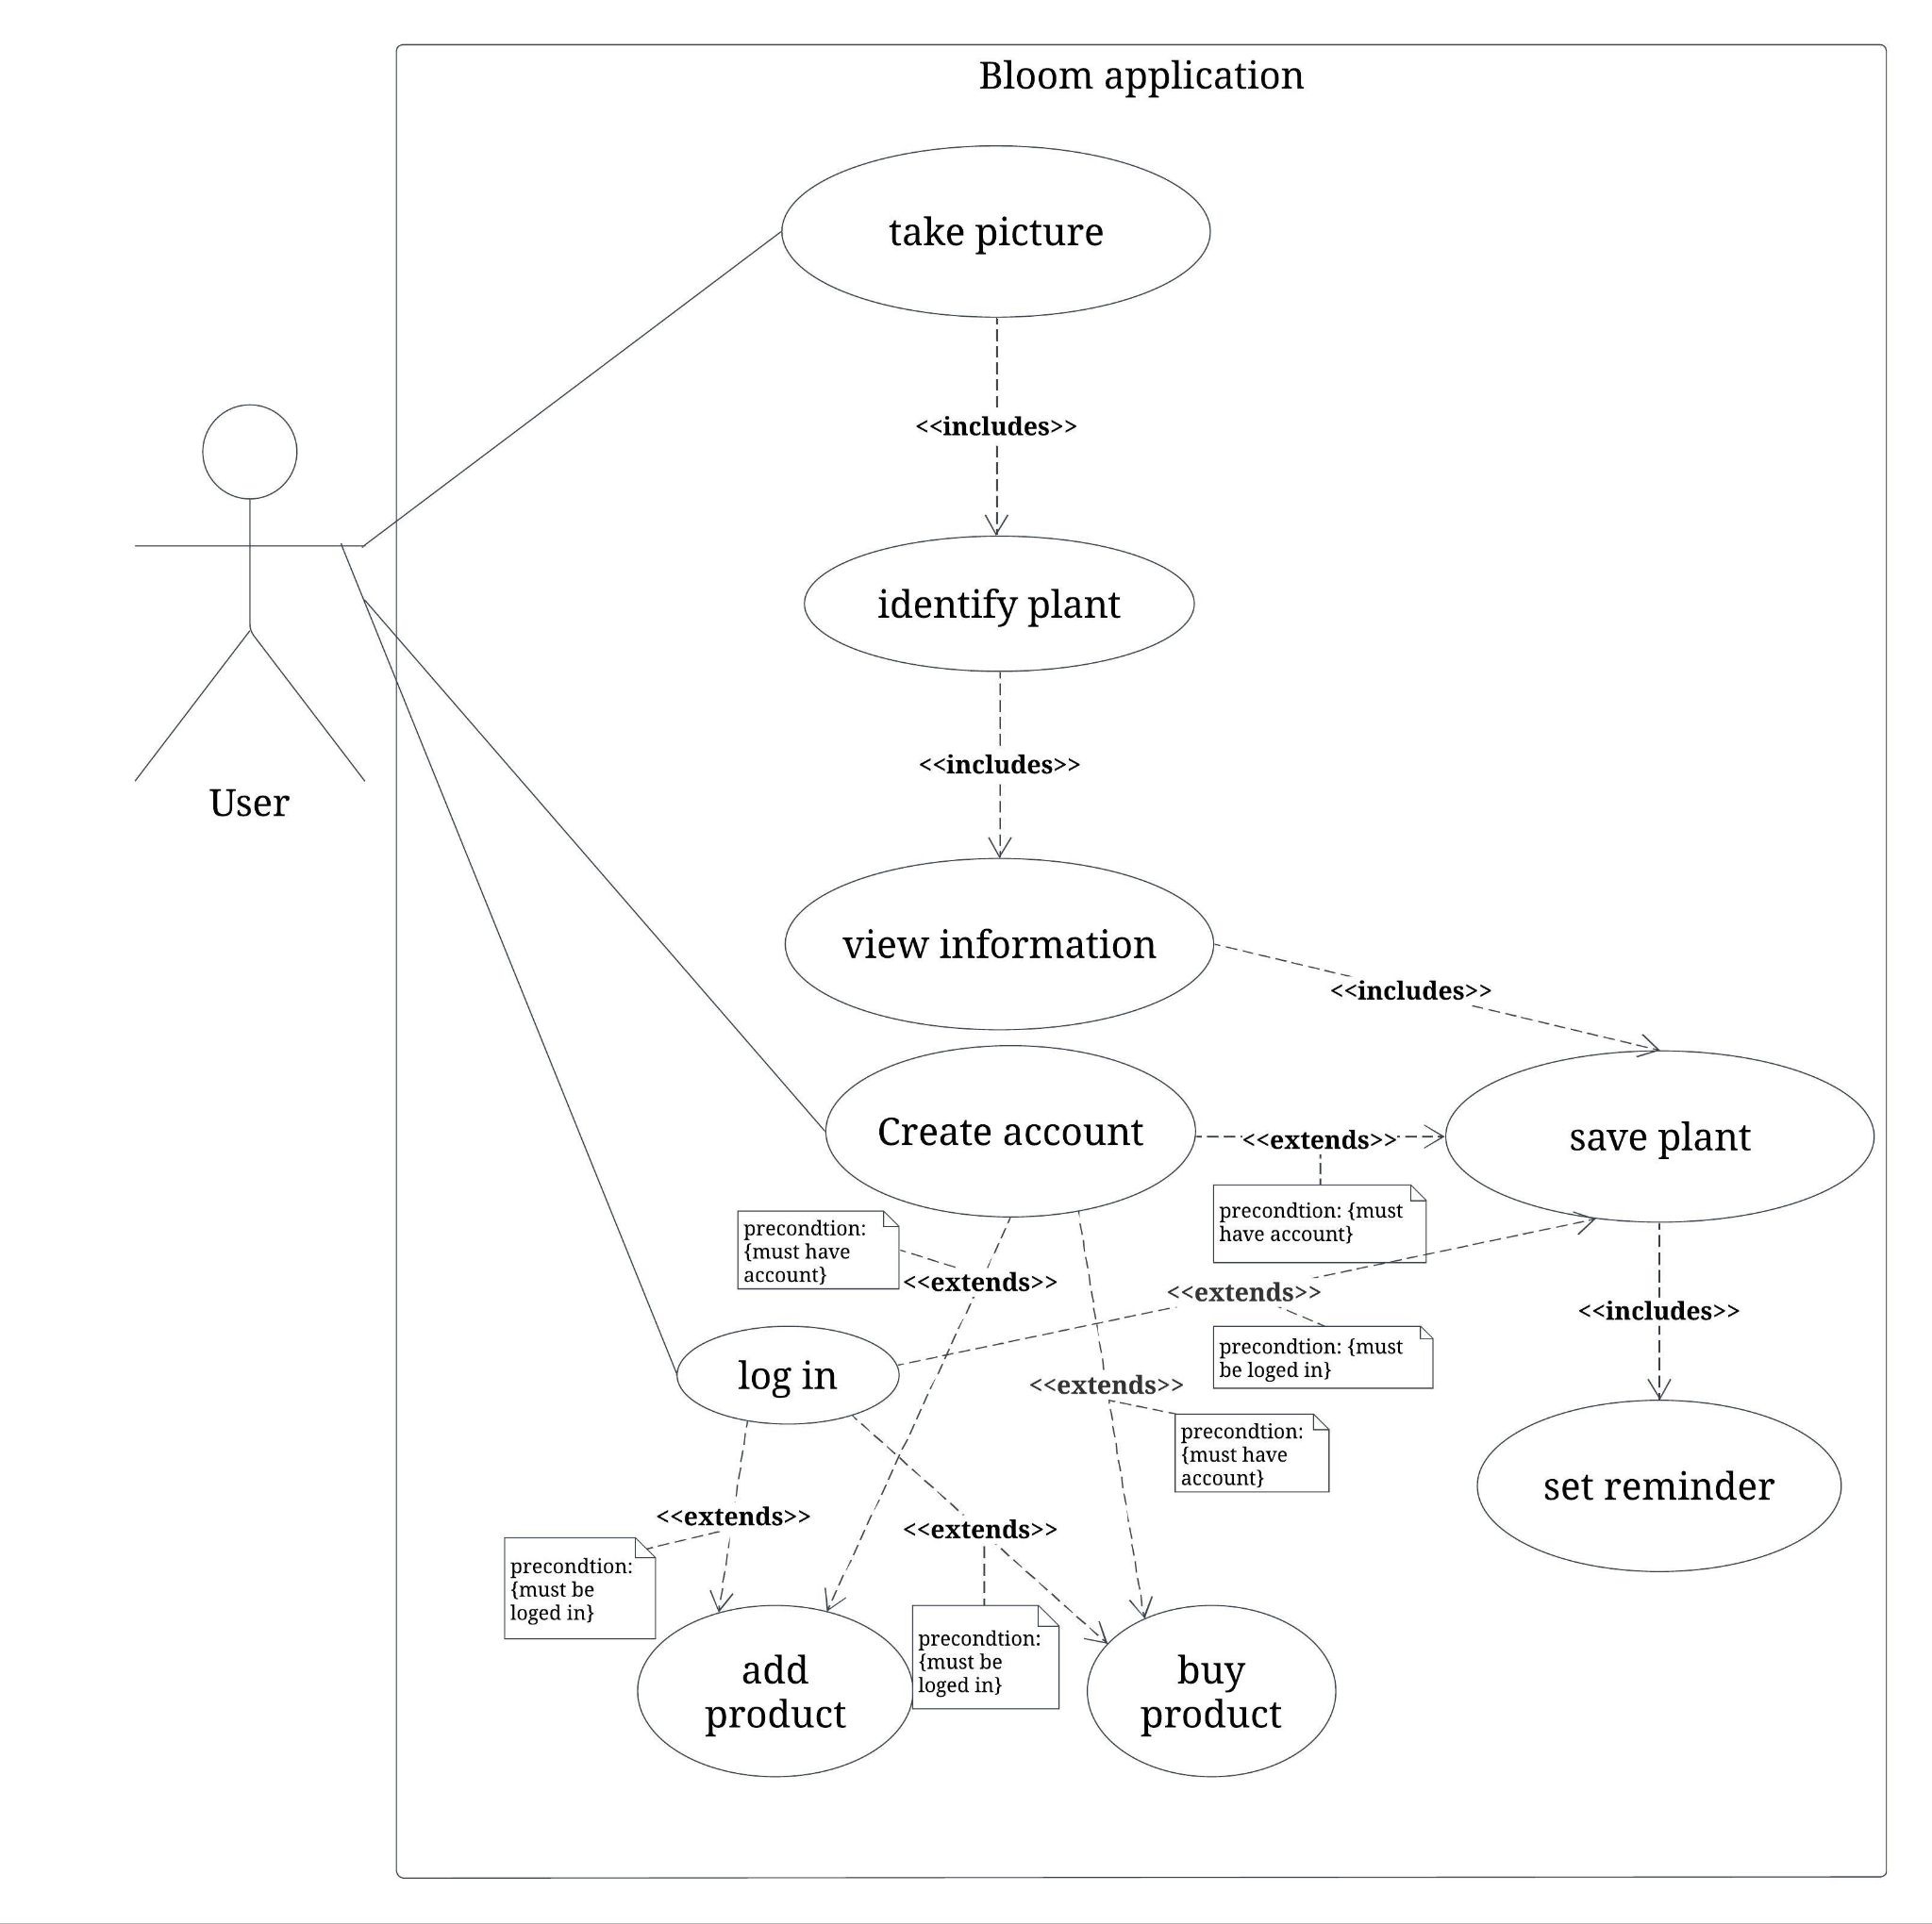 Bloom application
take picture
<<includes>>
identify plant
<<includes>>
User
view information
<<includes>>
Create account
<<extends>>
save plant
precondtion: {must
have account}
precondtion:
{must have
account}
<<extends>>
<<extends>>
<<includes>>
precondtion: {must
be loged in}
log in
<<extends>>
precondtion:
{must have
account}
set reminder
<<extends>>
<<extends>>
precondtion:
{must be
loged in}
precondtion:
{must be
loged in}
add
product
buy
product